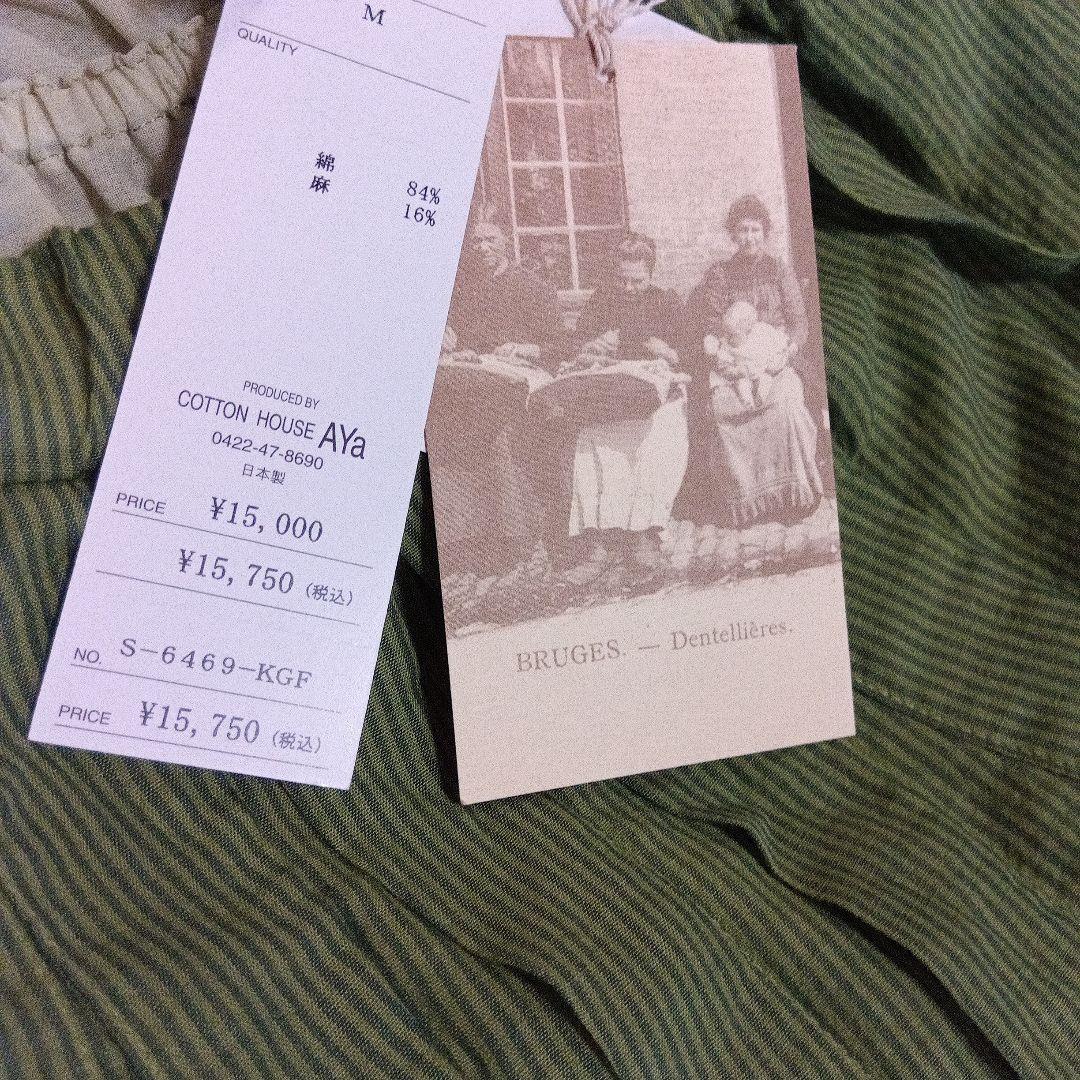 M
QUALITY
綿 84%
麻 16%
PRODUCED BY
COTTON HOUSE AYa
0422-47-8690
日本製
PRICE ¥15,000
¥15,750 (税込)
NO. S-6469-KGF
PRICE ¥15,750 (税込)
BRUGES. — Dentellières.